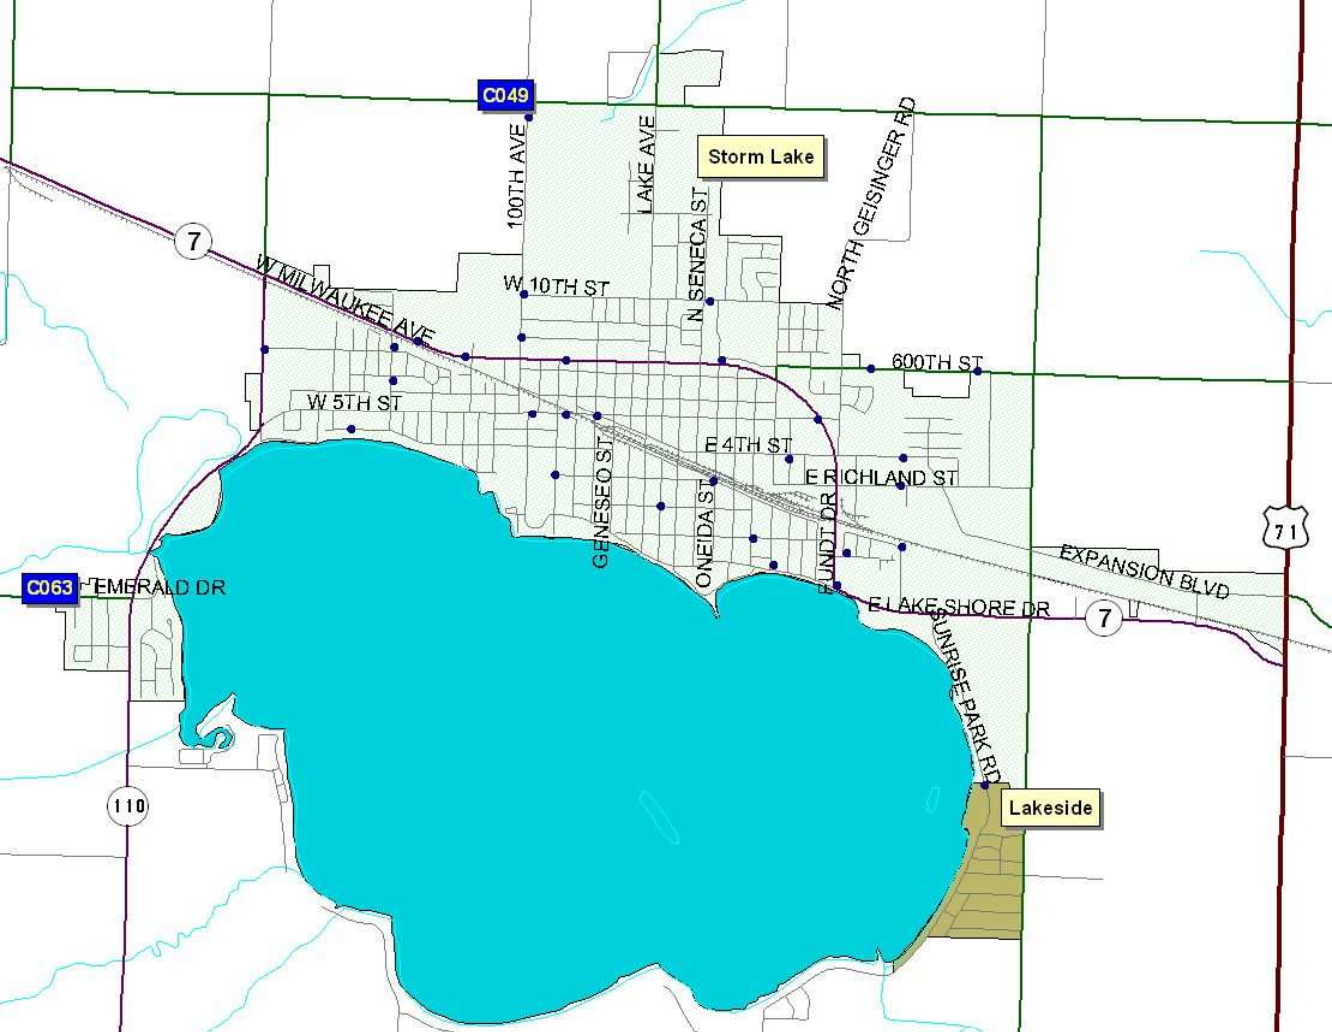 C049
100TH AVE
LAKE AVE
Storm Lake
NORTH GEISINGER RD
N SENECA ST
7
W MILWAUKEE AVE
W 10TH ST
600TH ST
W 5TH ST
E 4TH ST
GENESEO ST
ONEIDA ST
E RICHLAND ST
FLINDT DR
71
EXPANSION BLVD
C063
EMERALD DR
E LAKE SHORE DR
7
SUNRISE PARK RD
110
Lakeside